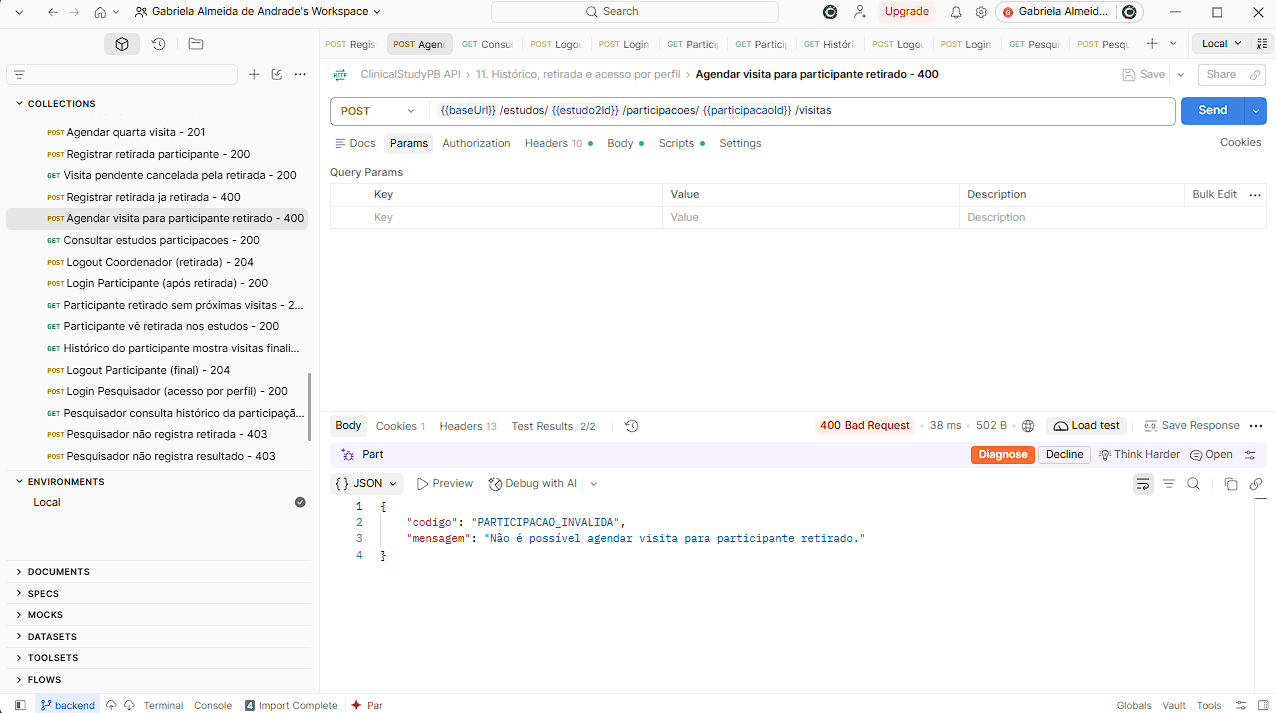 Gabriela Almeida de Andrade's Workspace
Search
Upgrade
Gabriela Almeid...
COLLECTIONS
POST Agendar quarta visita - 201
POST Registrar retirada participante - 200
GET Visita pendente cancelada pela retirada - 200
POST Registrar retirada ja retirada - 400
POST Agendar visita para participante retirado - 400
GET Consultar estudos participacoes - 200
POST Logout Coordenador (retirada) - 204
POST Login Participante (após retirada) - 200
GET Participante retirado sem próximas visitas - 2...
GET Participante vê retirada nos estudos - 200
GET Histórico do participante mostra visitas finali...
POST Logout Participante (final) - 204
POST Login Pesquisador (acesso por perfil) - 200
GET Pesquisador consulta histórico da participaçã...
POST Pesquisador não registra retirada - 403
POST Pesquisador não registra resultado - 403
ENVIRONMENTS
Local
DOCUMENTS
SPECS
MOCKS
DATASETS
TOOLSETS
FLOWS
POST Regis POST Agen GET Consu POST Logou POST Login GET Partici GET Partici GET Histór POST Logou POST Login GET Pesqui POST Pesqu Local
HTTP ClinicalStudyPB API > 11. Histórico, retirada e acesso por perfil > Agendar visita para participante retirado - 400
Save Share
POST {{baseUrl}} /estudos/ {{estudo2Id}} /participacoes/ {{participacaoId}} /visitas Send
Docs Params Authorization Headers 10 Body Scripts Settings Cookies
Query Params
Key Value Description Bulk Edit
Key Value Description
Body Cookies 1 Headers 13 Test Results 2/2 400 Bad Request 38 ms 502 B Load test e.g. Save Response
Part Diagnose Decline Think Harder Open
{} JSON Preview Debug with AI
1 {
2 "codigo": "PARTICIPACAO_INVALIDA",
3 "mensagem": "Não é possível agendar visita para participante retirado."
4 }
backend Terminal Console 4 Import Complete Par Globals Vault Tools